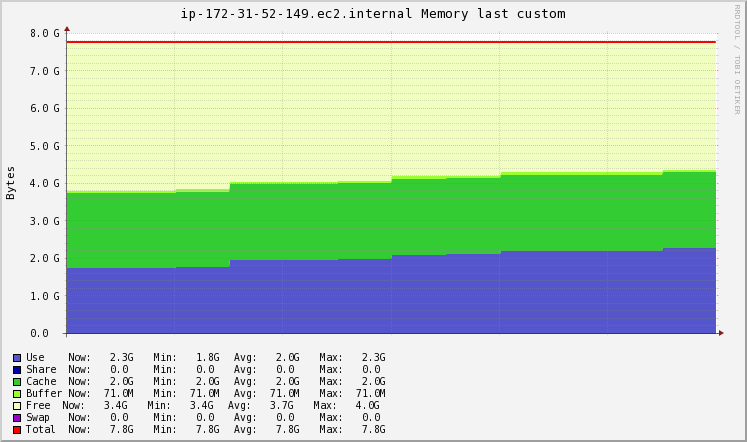 ip-172-31-52-149.ec2.internal Memory last custom
RRDTOOL / TOBI OETIKER
Bytes
8.0 G
7.0 G
6.0 G
5.0 G
4.0 G
3.0 G
2.0 G
1.0 G
0.0
Use Now: 2.3G Min: 1.8G Avg: 2.0G Max: 2.3G
Share Now: 0.0 Min: 0.0 Avg: 0.0 Max: 0.0
Cache Now: 2.0G Min: 2.0G Avg: 2.0G Max: 2.0G
Buffer Now: 71.0M Min: 71.0M Avg: 71.0M Max: 71.0M
Free Now: 3.4G Min: 3.4G Avg: 3.7G Max: 4.0G
Swap Now: 0.0 Min: 0.0 Avg: 0.0 Max: 0.0
Total Now: 7.8G Min: 7.8G Avg: 7.8G Max: 7.8G